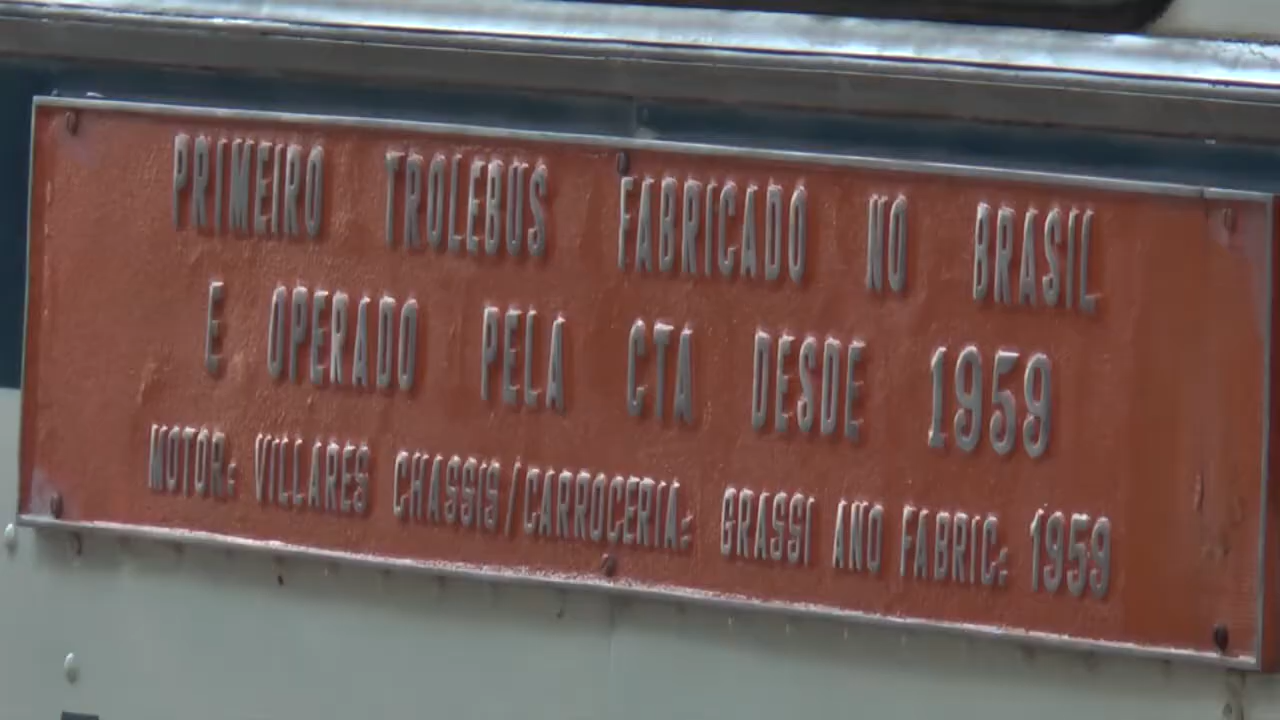 PRIMEIRO TROLEBUS FABRICADO NO BRASIL
E OPERADO PELA CTA DESDE 1959
MOTOR: VILLARES CHASSIS/CARROCERIA: GRASSI ANO FABRIC: 1959